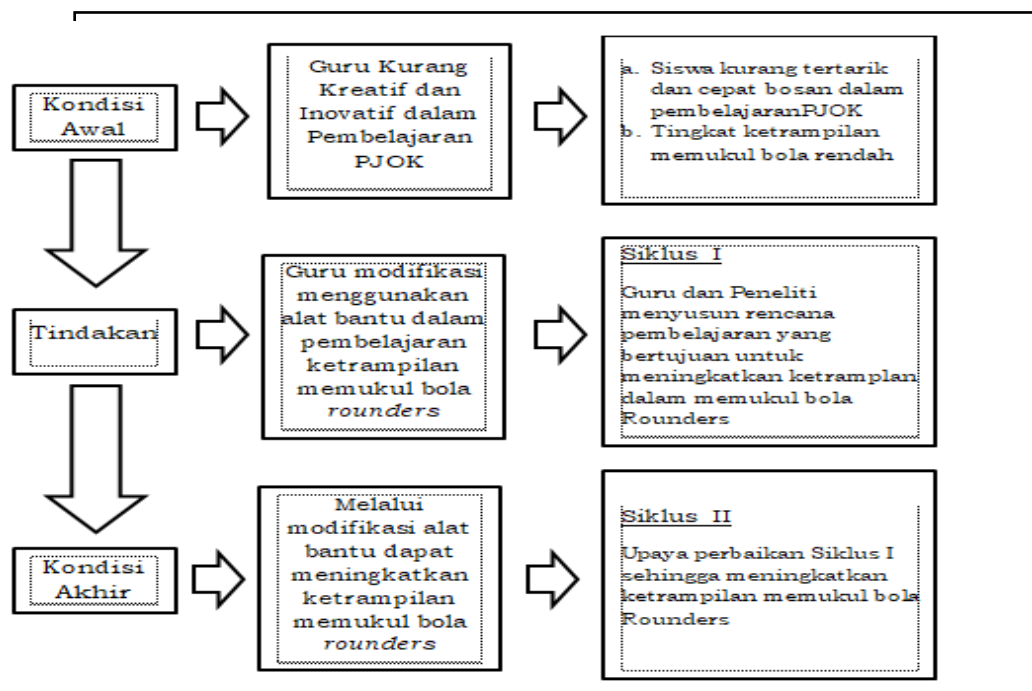 Kondisi
Awal
Guru Kurang
Kreatif dan
Inovatif dalam
Pembelajaran
PJOK
a. Siswa kurang tertarik
dan cepat bosan dalam
pembelajaranPJOK
b. Tingkat ketrampilan
memukul bola rendah
Tindakan
Guru modifikasi
menggunakan
alat bantu dalam
pembelajaran
ketrampilan
memukul bola
rounders
Siklus I
Guru dan Peneliti
menyusun rencana
pembelajaran yang
bertujuan untuk
meningkatkan ketramplan
dalam memukul bola
Rounders
Kondisi
Akhir
Melalui
modifikasi alat
bantu dapat
meningkatkan
ketrampilan
memukul bola
rounders
Siklus II
Upaya perbaikan Siklus I
sehingga meningkatkan
ketrampilan memukul bola
Rounders